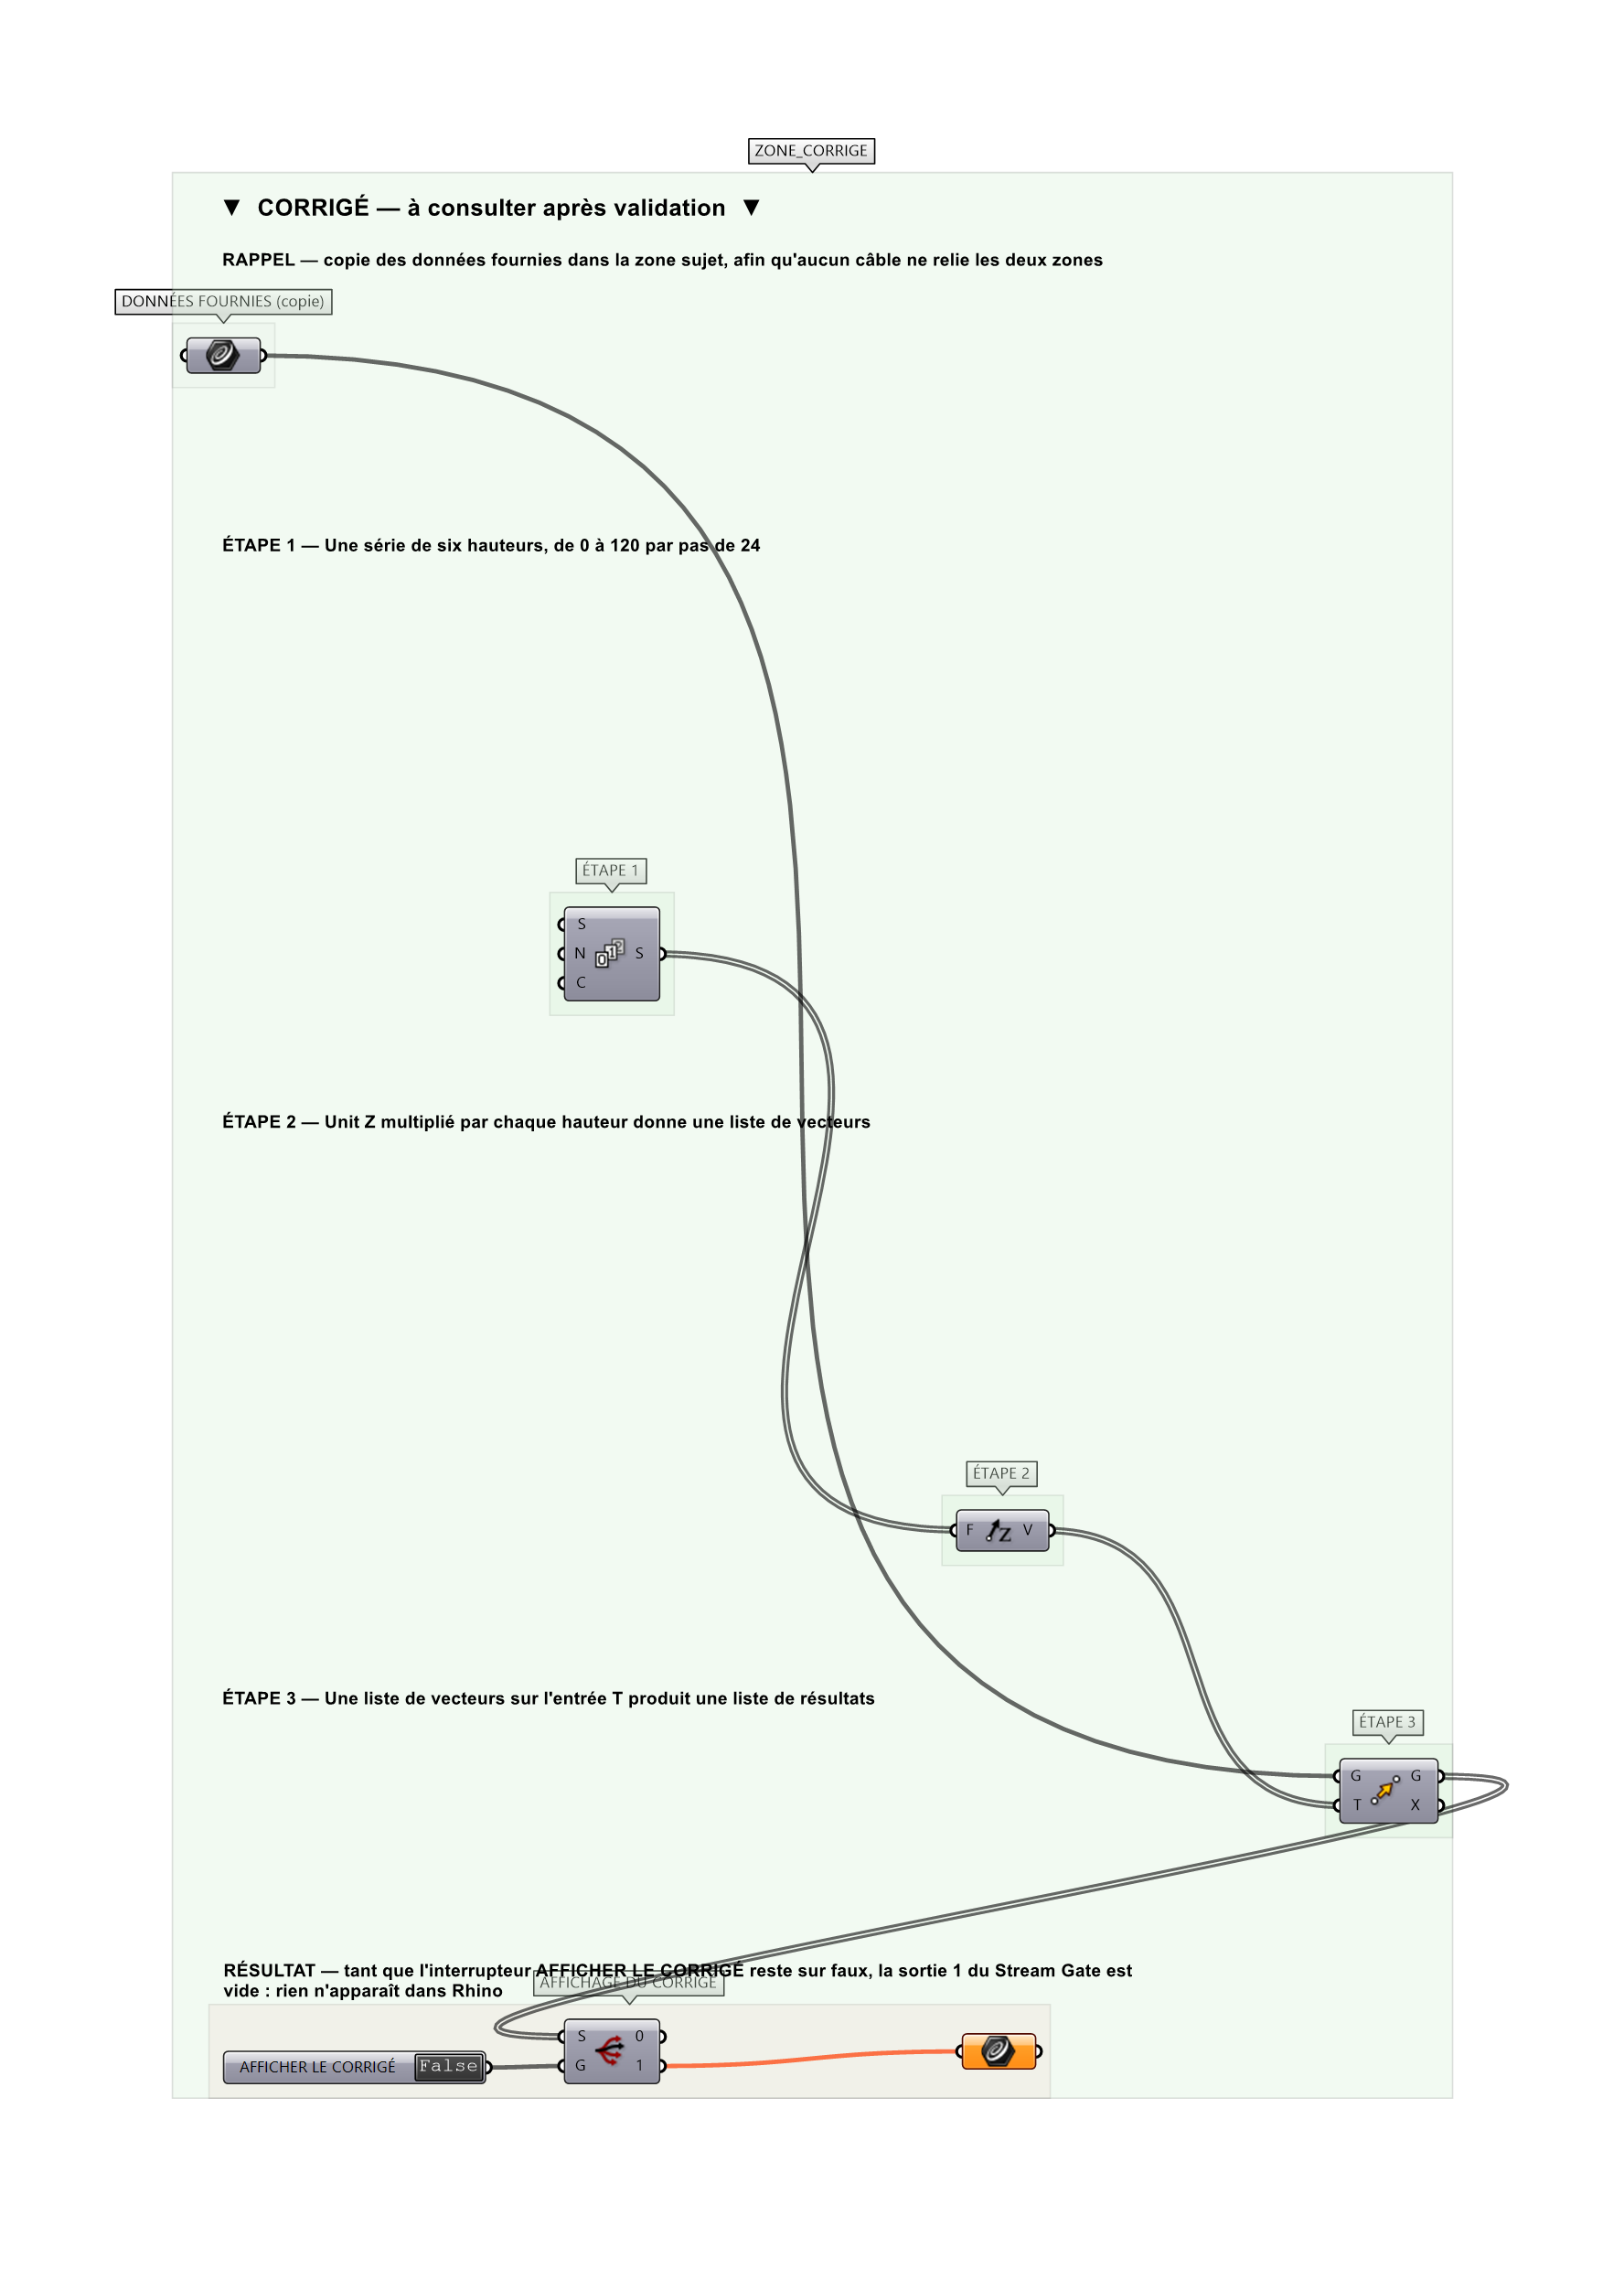 ZONE_CORRIGE
▼ CORRIGÉ — à consulter après validation ▼
RAPPEL — copie des données fournies dans la zone sujet, afin qu'aucun câble ne relie les deux zones
DONNÉES FOURNIES (copie)
ÉTAPE 1 — Une série de six hauteurs, de 0 à 120 par pas de 24
ÉTAPE 1
S
N S
C
ÉTAPE 2 — Unit Z multiplié par chaque hauteur donne une liste de vecteurs
ÉTAPE 2
F Z V
ÉTAPE 3 — Une liste de vecteurs sur l'entrée T produit une liste de résultats
ÉTAPE 3
G G
T X
RÉSULTAT — tant que l'interrupteur AFFICHER LE CORRIGÉ reste sur faux, la sortie 1 du Stream Gate est
vide : rien n'apparaît dans Rhino
AFFICHAGE DU CORRIGÉ
S 0
G 1
AFFICHER LE CORRIGÉ False